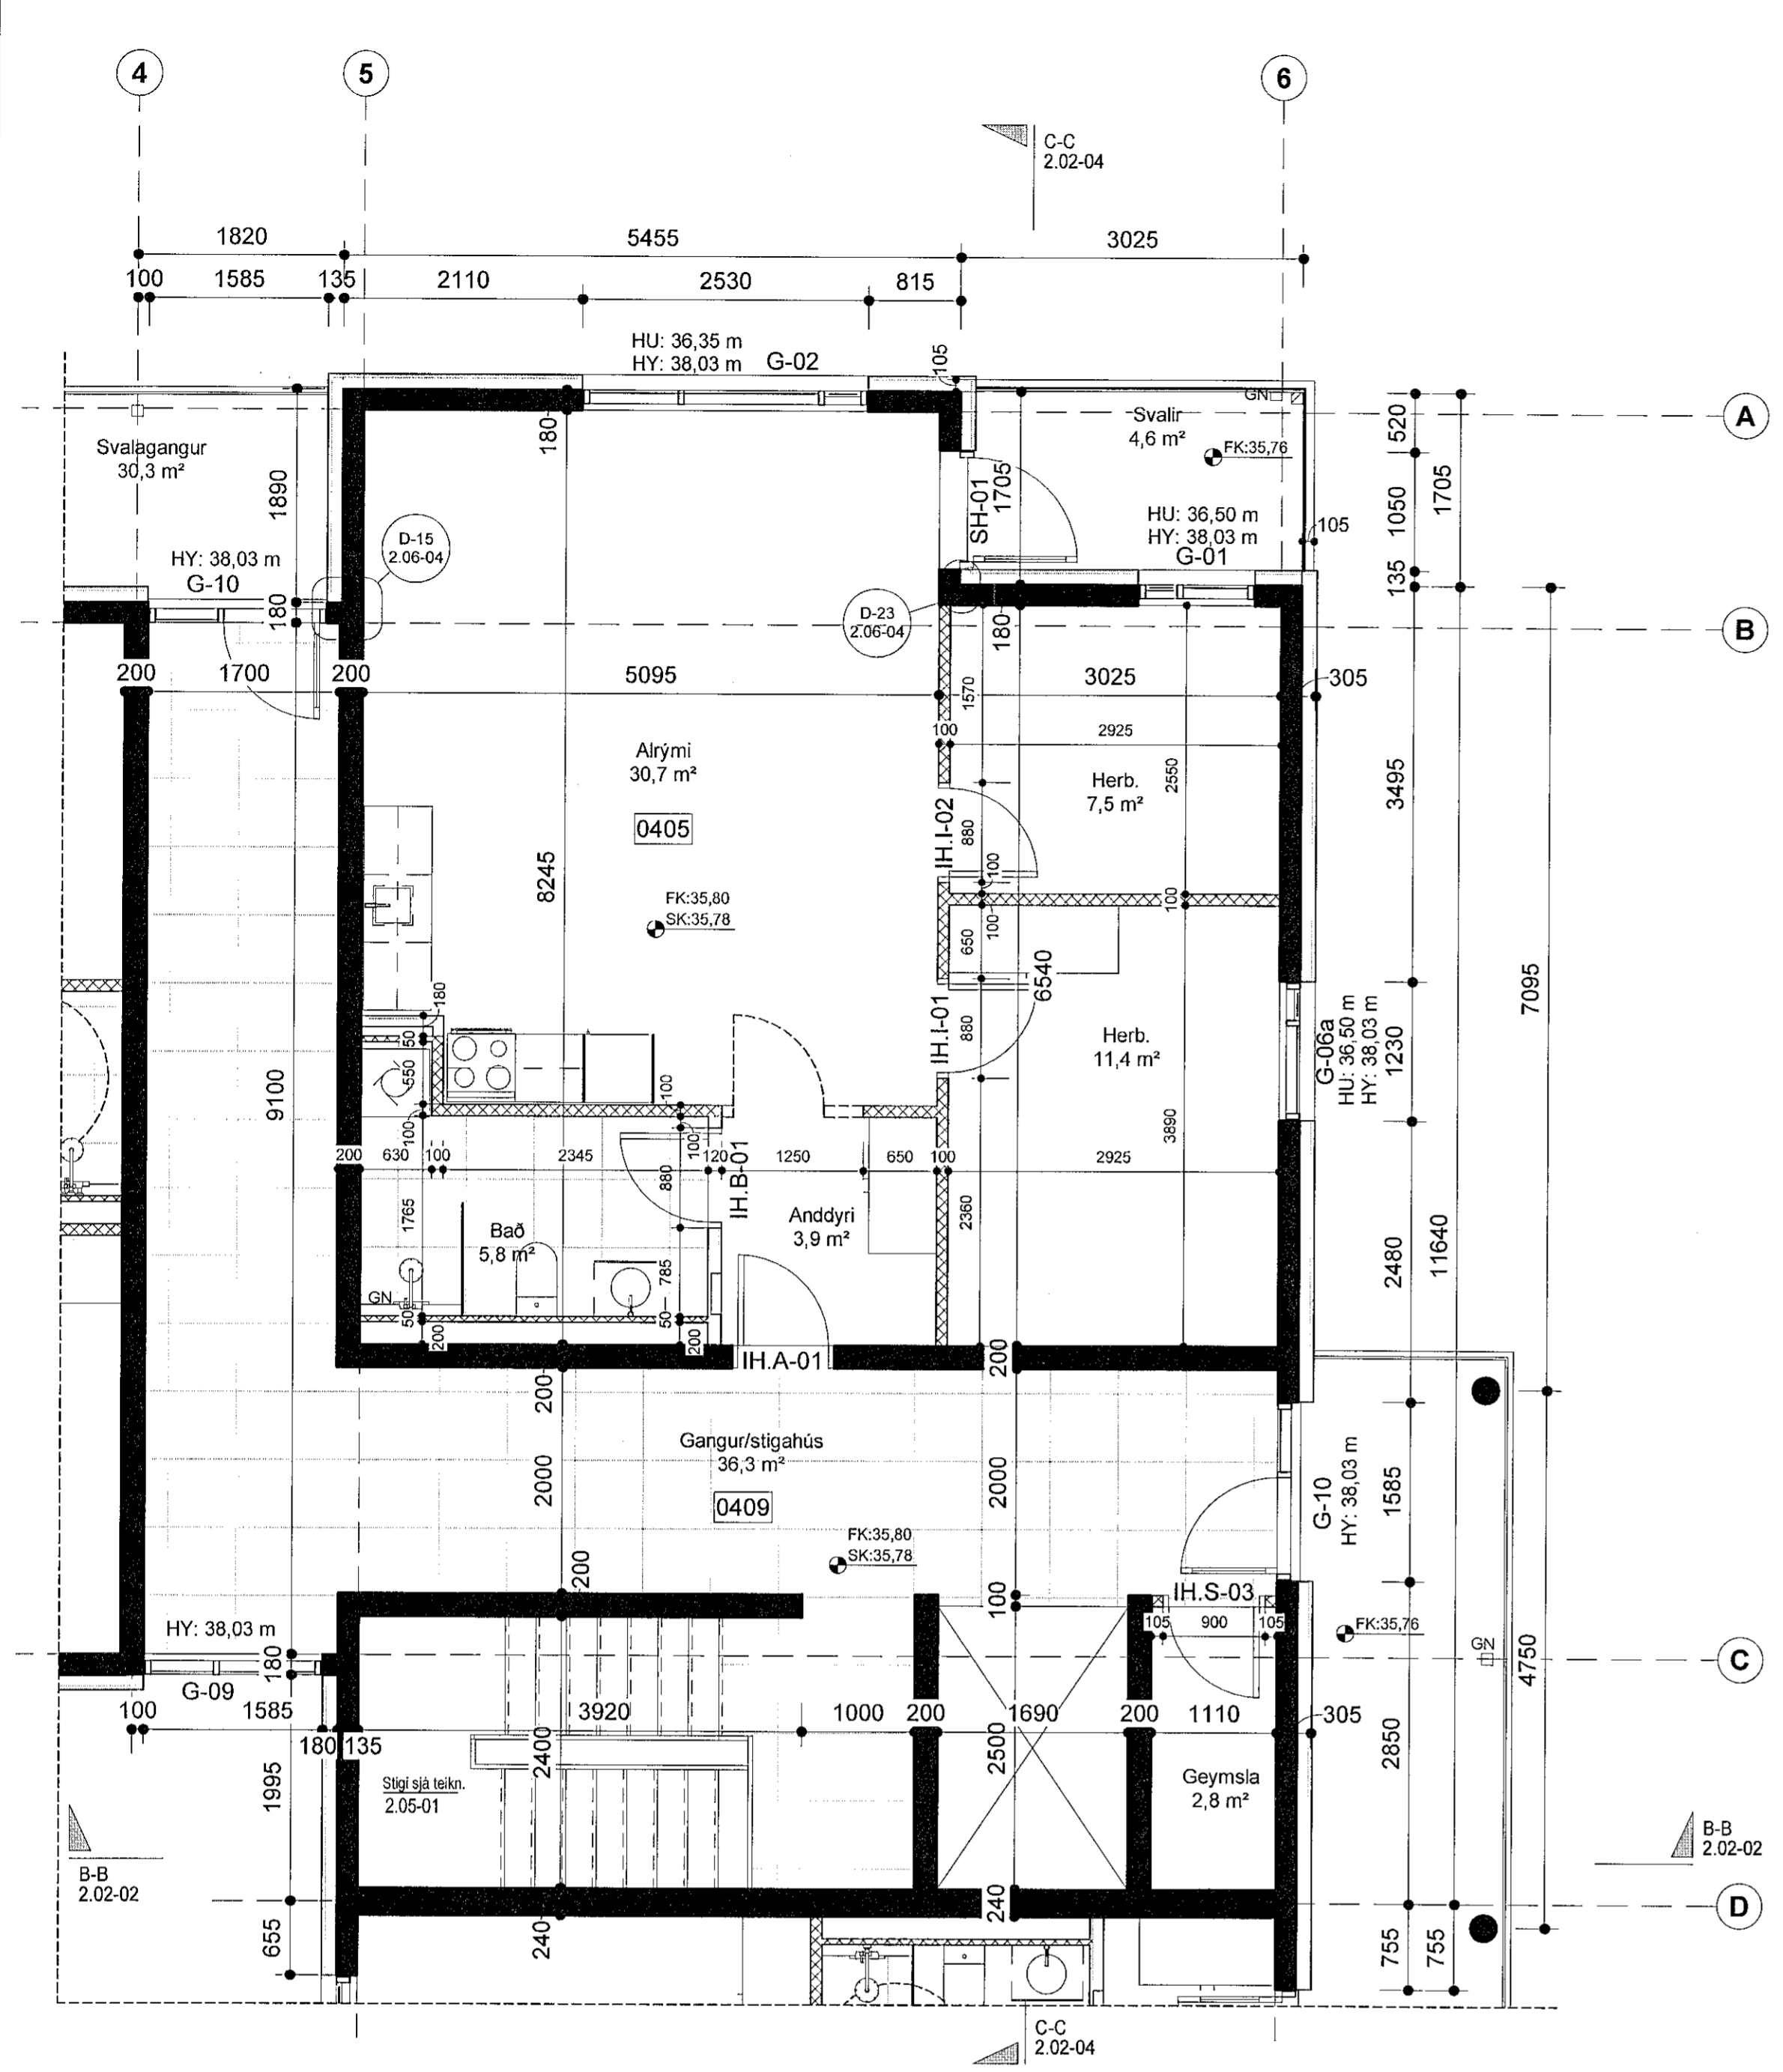 4
5
6
C-C
2.02-04
1820
5455
3025
100
1585
135
2110
2530
815
HU: 36,35 m
HY: 38,03 m
G-02
105
GN
A
Svalir
4,6 m²
FK:35,76
520
180
Svalagangur
30,3 m²
1890
SH-01
1705
1050
1705
HU: 36,50 m
HY: 38,03 m
G-01
105
D-15
2.06-04
HY: 38,03 m
G-10
135
180
D-23
2.06-04
180
B
200
1700
200
5095
3025
305
1570
100
2925
Alrými
30,7 m²
2550
Herb.
7,5 m²
3495
0405
IH.I-02
880
8245
100
FK:35,80
SK:35,78
100
100
650
6540
7095
180
IH.I-01
880
Herb.
11,4 m²
G-06a
HU: 36,50 m
HY: 38,03 m
1230
50
550
9100
100
100
100
3890
200
630
100
2345
120
1250
650
100
2925
880
IH.B-01
1765
2360
Bað
5,8 m²
Anddyri
3,9 m²
2480
11640
785
GN
50
200
50
200
IH.A-01
200
200
Gangur/stigahús
36,3 m²
2000
2000
0409
G-10
HY: 38,03 m
1585
FK:35,80
SK:35,78
200
100
IH.S-03
105
900
105
FK:35,76
HY: 38,03 m
180
GN
4750
C
G-09
100
1585
3920
1000
200
1690
200
1110
305
180
135
2400
2500
2850
1995
Stigi sjá teikn.
2.05-01
Geymsla
2,8 m²
B-B
2.02-02
B-B
2.02-02
D
240
240
655
755
755
C-C
2.02-04